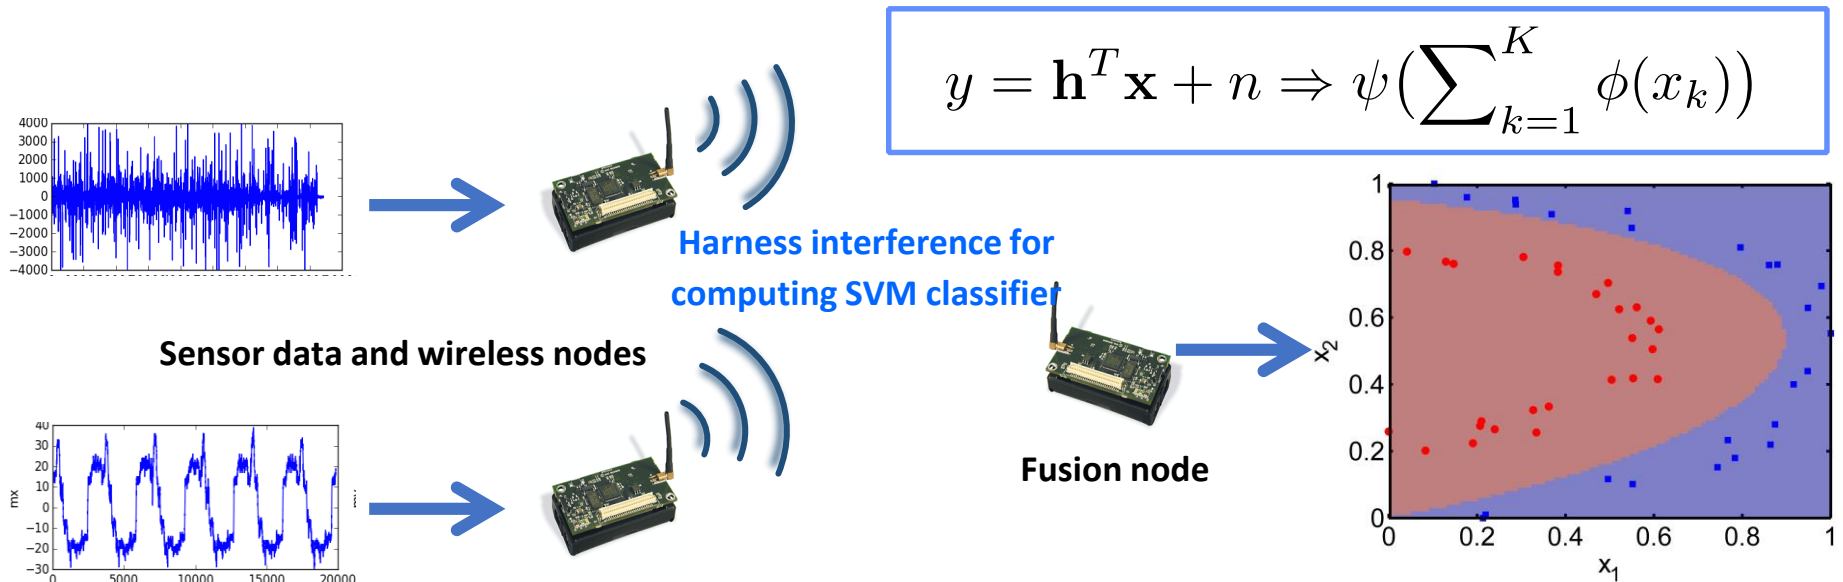 y = h^T x + n ⇒ ψ(∑_{k=1}^{K} φ(x_k))
4000
3000
2000
1000
0
−1000
−2000
−3000
−4000
Harness interference for
computing SVM classifier
Sensor data and wireless nodes
40
30
20
10
0
−10
−20
−30
mx
0 5000 10000 15000 20000
Fusion node
1
0.8
0.6
0.4
0.2
0
x2
0 0.2 0.4 0.6 0.8 1
x1